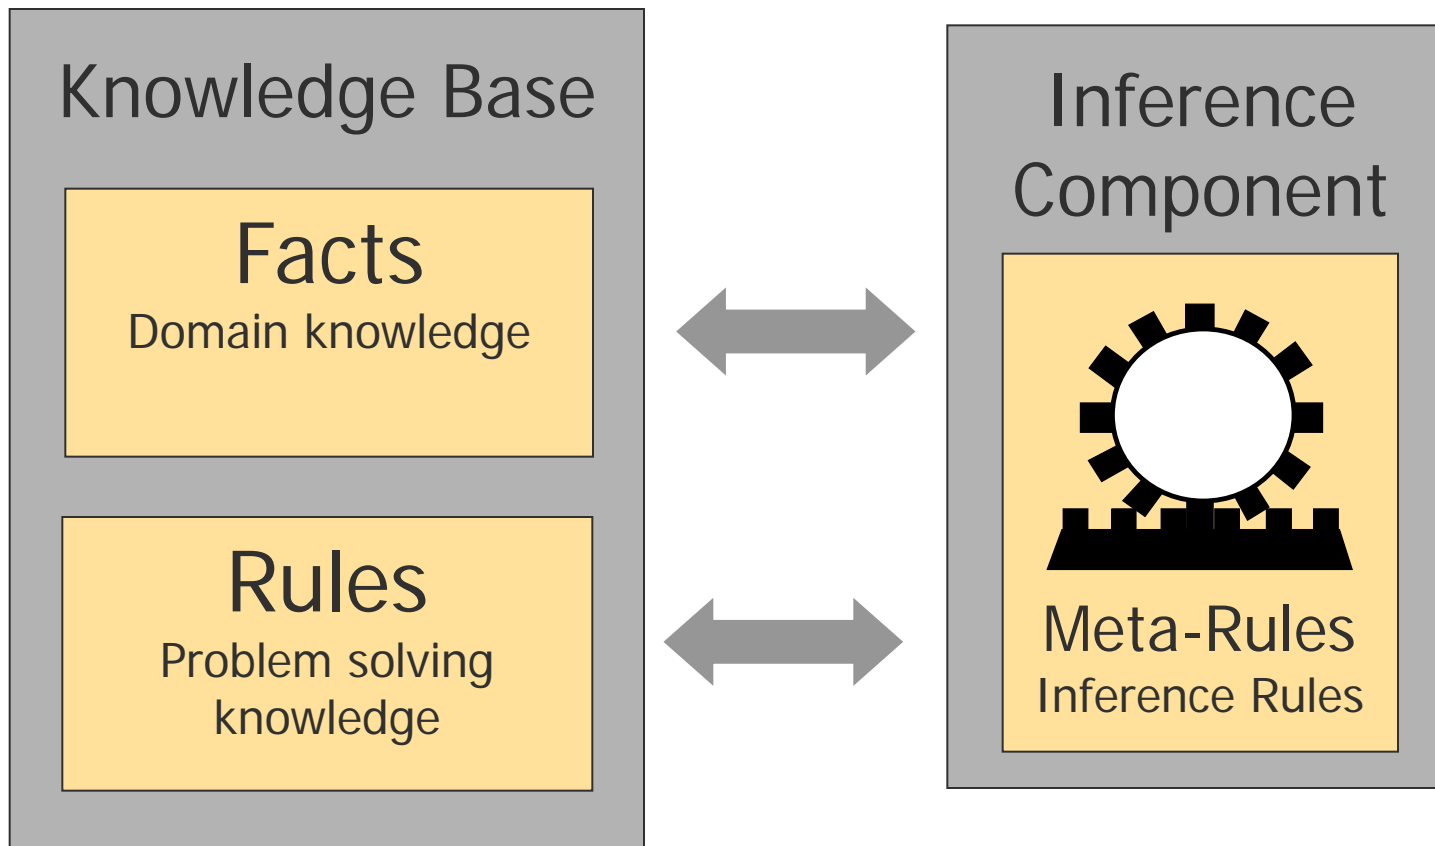 Knowledge Base
Facts
Domain knowledge
Rules
Problem solving
knowledge
Inference
Component
Meta-Rules
Inference Rules